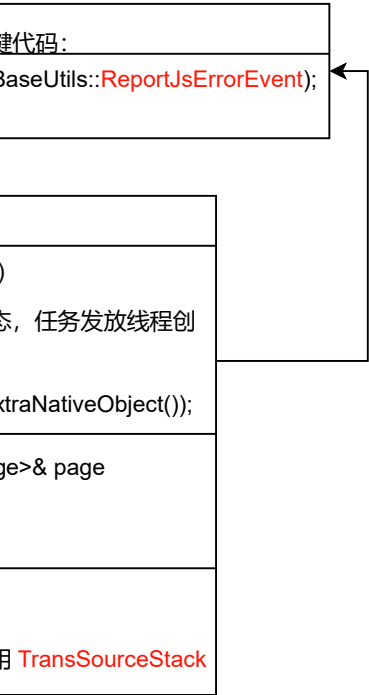 键代码：
BaseUtils::ReportJsErrorEvent);
)
态，任务发放线程创
xtraNativeObject());
ge>& page
用 TransSourceStack